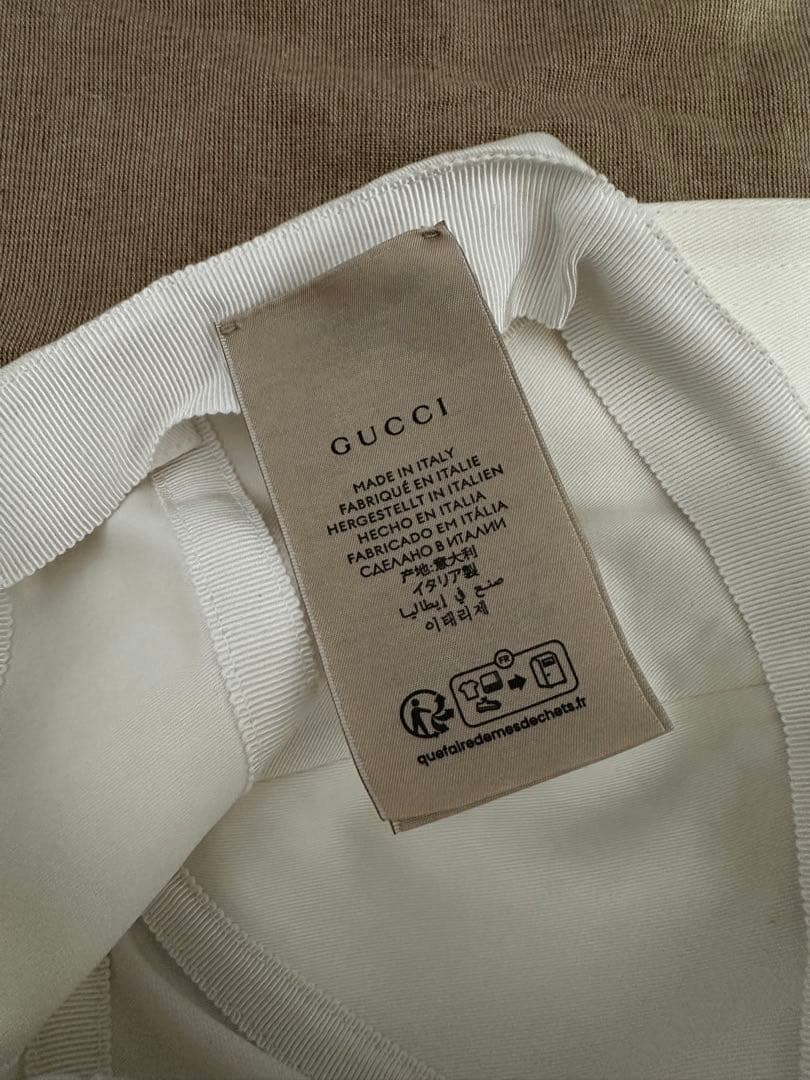 GUCCI
MADE IN ITALY
FABRIQUÉ EN ITALIE
HERGESTELLT IN ITALIEN
HECHO EN ITALIA
FABRICADO EM ITÁLIA
СДЕЛАНО В ИТАЛИИ
产地:意大利
イタリア製
صنع في إيطاليا
이태리제
FR
quefairedemesdechets.fr